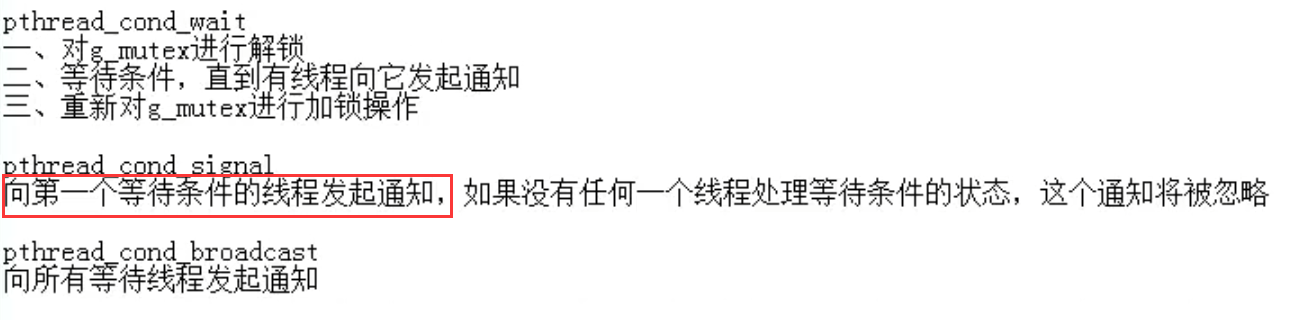 pthread_cond_wait
一、对g_mutex进行解锁
二、等待条件，直到有线程向它发起通知
三、重新对g_mutex进行加锁操作
pthread_cond_signal
向第一个等待条件的线程发起通知，如果没有任何一个线程处理等待条件的状态，这个通知将被忽略
pthread_cond_broadcast
向所有等待线程发起通知